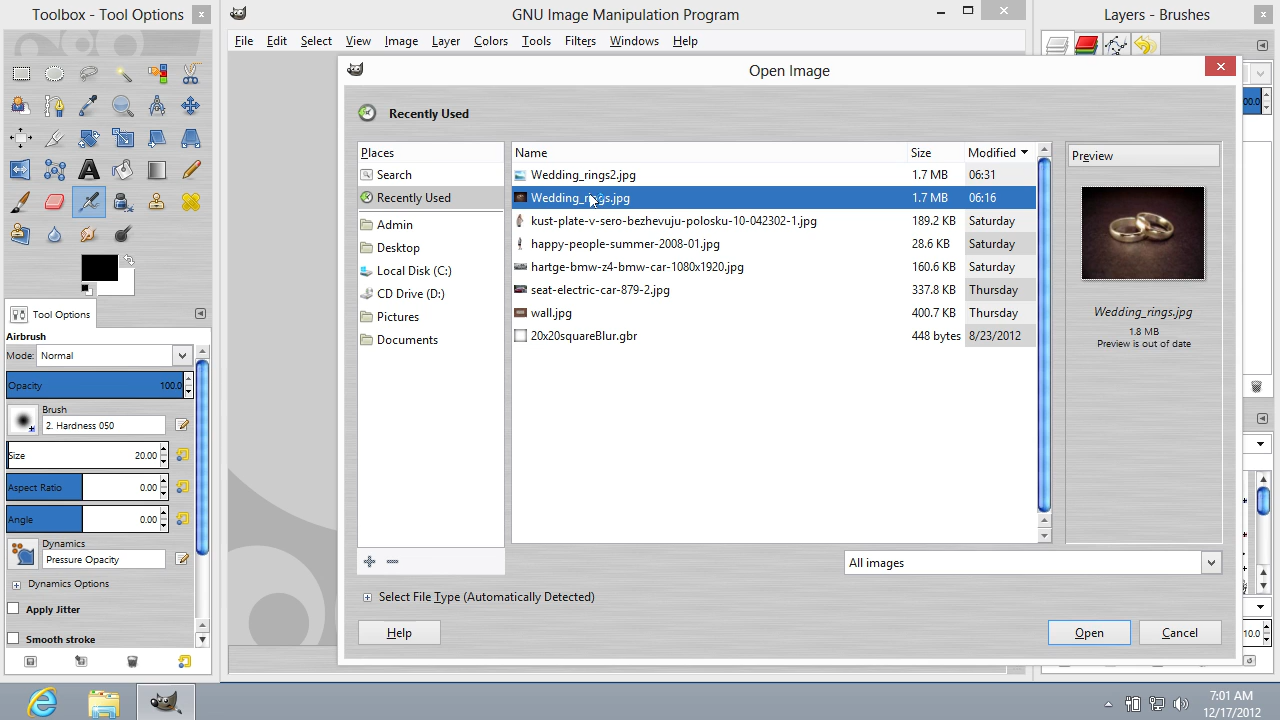 Toolbox - Tool Options
GNU Image Manipulation Program
Layers - Brushes
File Edit Select View Image Layer Colors Tools Filters Windows Help
Open Image
Recently Used
Places
Search
Recently Used
Admin
Desktop
Local Disk (C:)
CD Drive (D:)
Pictures
Documents
Name Size Modified
Wedding_rings2.jpg 1.7 MB 06:31
Wedding_rings.jpg 1.7 MB 06:16
kust-plate-v-sero-bezhevuju-polosku-10-042302-1.jpg 189.2 KB Saturday
happy-people-summer-2008-01.jpg 28.6 KB Saturday
hartge-bmw-z4-bmw-car-1080x1920.jpg 160.6 KB Saturday
seat-electric-car-879-2.jpg 337.8 KB Thursday
wall.jpg 400.7 KB Thursday
20x20squareBlur.gbr 448 bytes 8/23/2012
Preview
Wedding_rings.jpg
1.8 MB
Preview is out of date
All images
Select File Type (Automatically Detected)
Help
Open
Cancel
Tool Options
Airbrush
Mode: Normal
Opacity 100.0
Brush
2. Hardness 050
Size 20.00
Aspect Ratio 0.00
Angle 0.00
Dynamics
Pressure Opacity
Dynamics Options
Apply Jitter
Smooth stroke
00.0
10.0
7:01 AM
12/17/2012